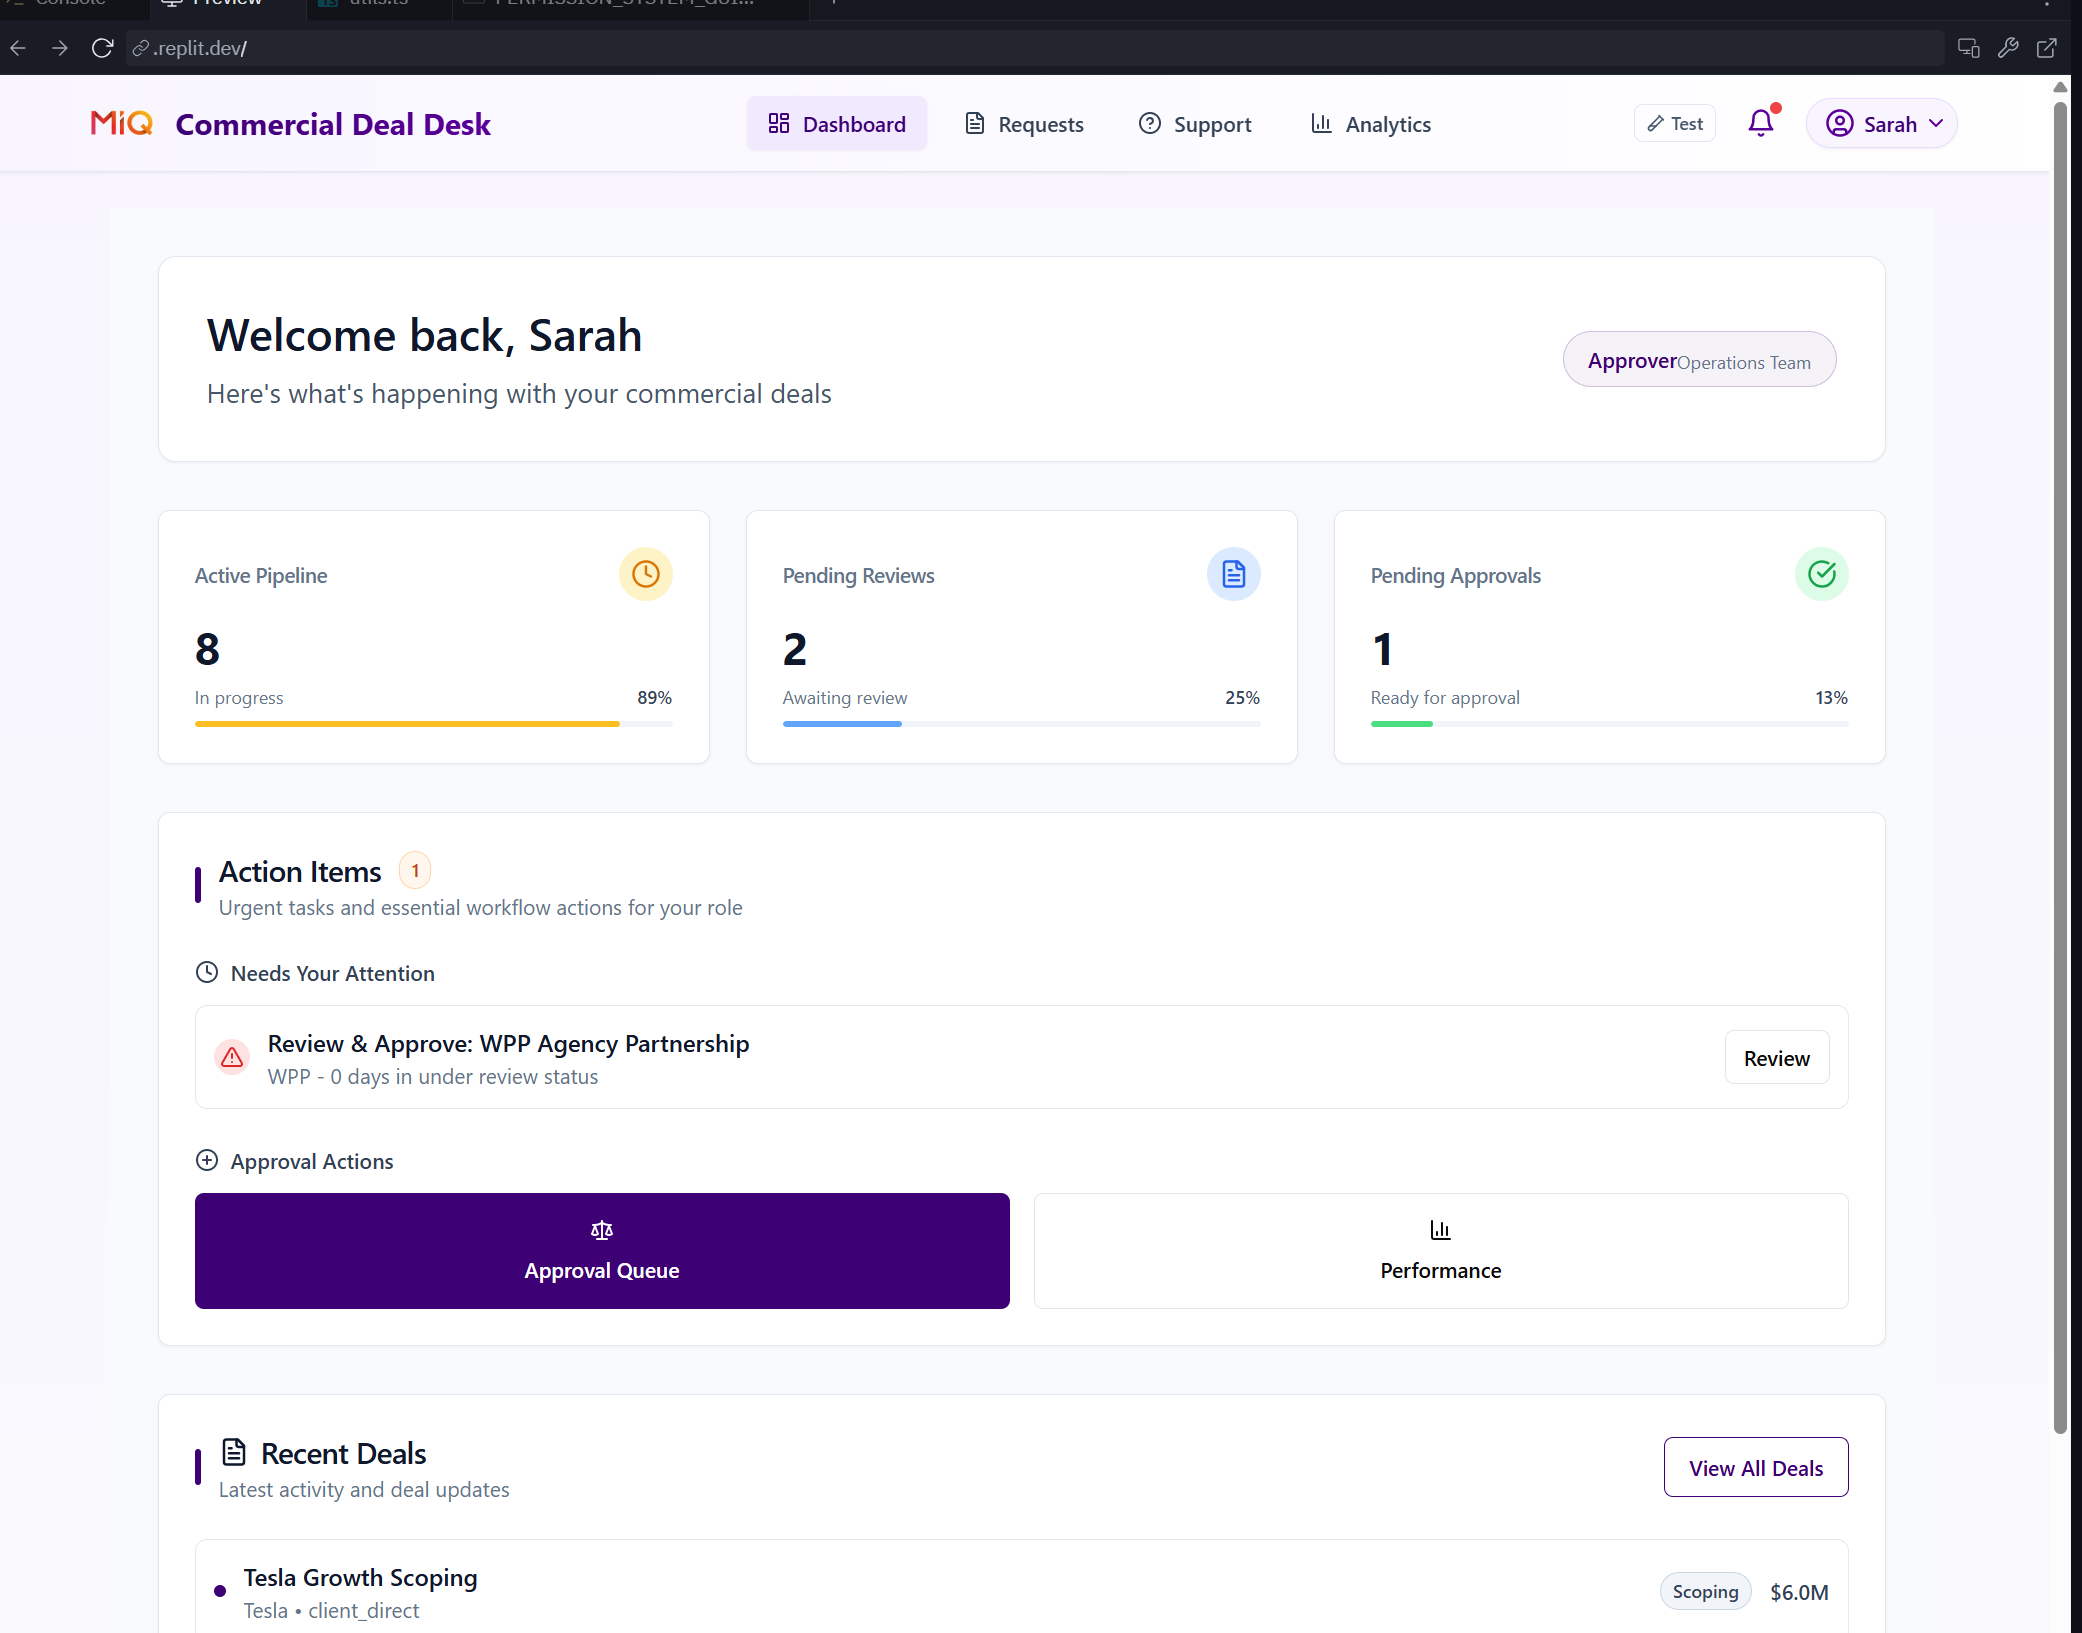 Console
Preview
utils.ts
PERMISSION_SYSTEM_GUI...
.replit.dev/
MiQ
Commercial Deal Desk
Dashboard
Requests
Support
Analytics
Test
Sarah
Welcome back, Sarah
Here's what's happening with your commercial deals
Approver Operations Team
Active Pipeline
8
In progress
89%
Pending Reviews
2
Awaiting review
25%
Pending Approvals
1
Ready for approval
13%
Action Items
1
Urgent tasks and essential workflow actions for your role
Needs Your Attention
Review & Approve: WPP Agency Partnership
WPP - 0 days in under review status
Review
Approval Actions
Approval Queue
Performance
Recent Deals
Latest activity and deal updates
View All Deals
Tesla Growth Scoping
Tesla • client_direct
Scoping
$6.0M